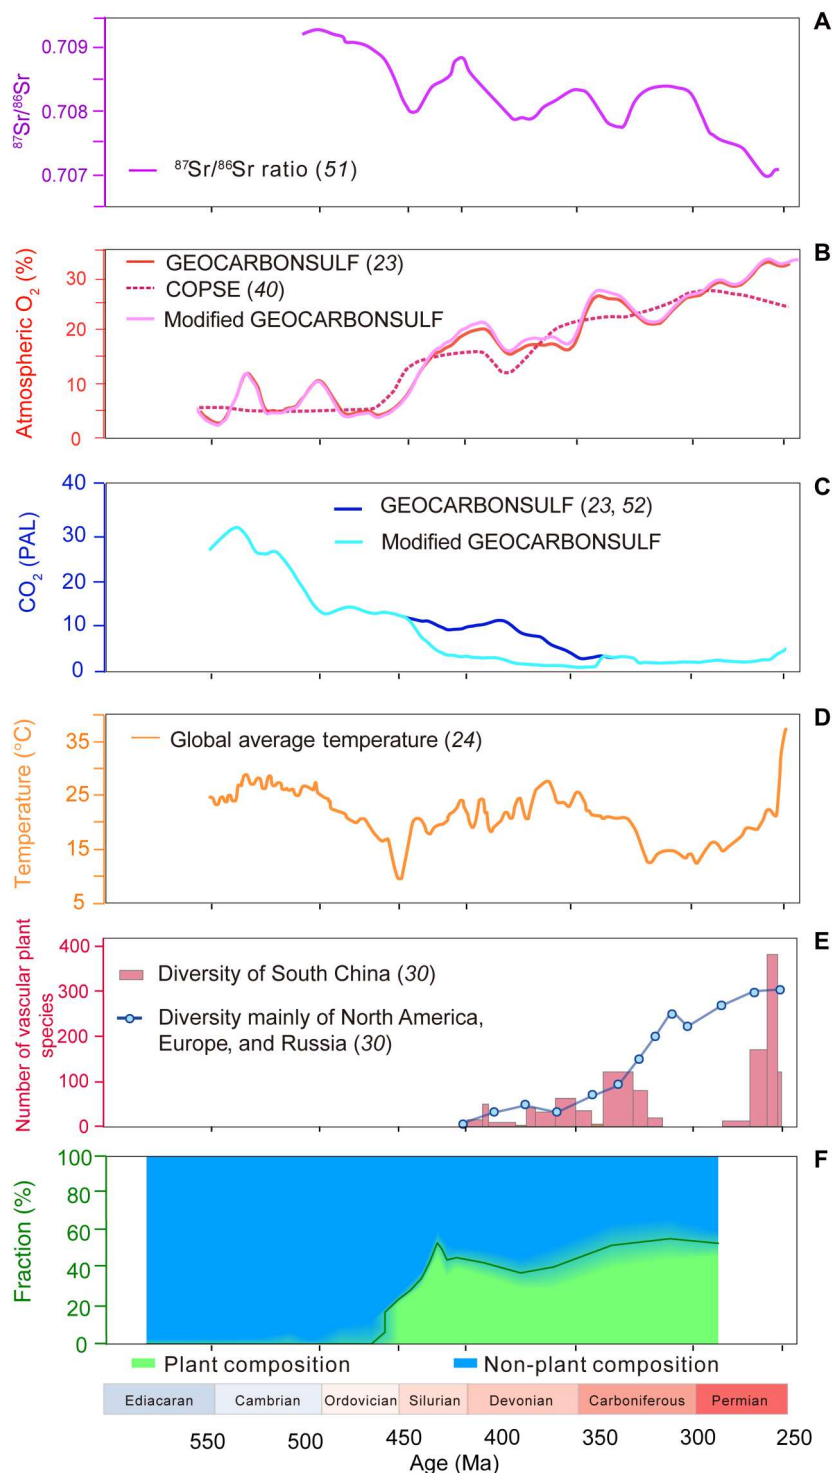 A
⁸⁷Sr/⁸⁶Sr
0.709
0.708
0.707
⁸⁷Sr/⁸⁶Sr ratio (51)
B
Atmospheric O₂ (%)
30
20
10
0
GEOCARBONSULF (23)
COPSE (40)
Modified GEOCARBONSULF
C
CO₂ (PAL)
40
30
20
10
0
GEOCARBONSULF (23, 52)
Modified GEOCARBONSULF
D
Temperature (°C)
35
25
15
5
Global average temperature (24)
E
Number of vascular plant
species
400
300
200
100
0
Diversity of South China (30)
Diversity mainly of North America,
Europe, and Russia (30)
F
Fraction (%)
100
80
60
40
20
0
Plant composition Non-plant composition
Ediacaran Cambrian Ordovician Silurian Devonian Carboniferous Permian
550 500 450 400 350 300 250
Age (Ma)